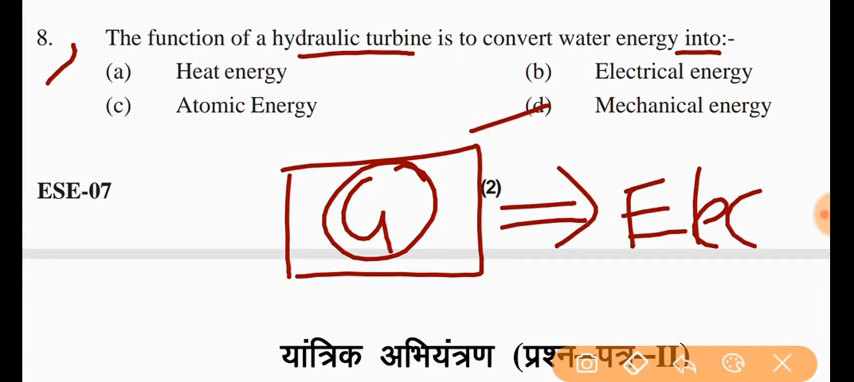 8. The function of a hydraulic turbine is to convert water energy into:-
(a) Heat energy (b) Electrical energy
(c) Atomic Energy (d) Mechanical energy
ESE-07 (2)
G Elec
यांत्रिक अभियंत्रण (प्रश्न-पत्र-II)